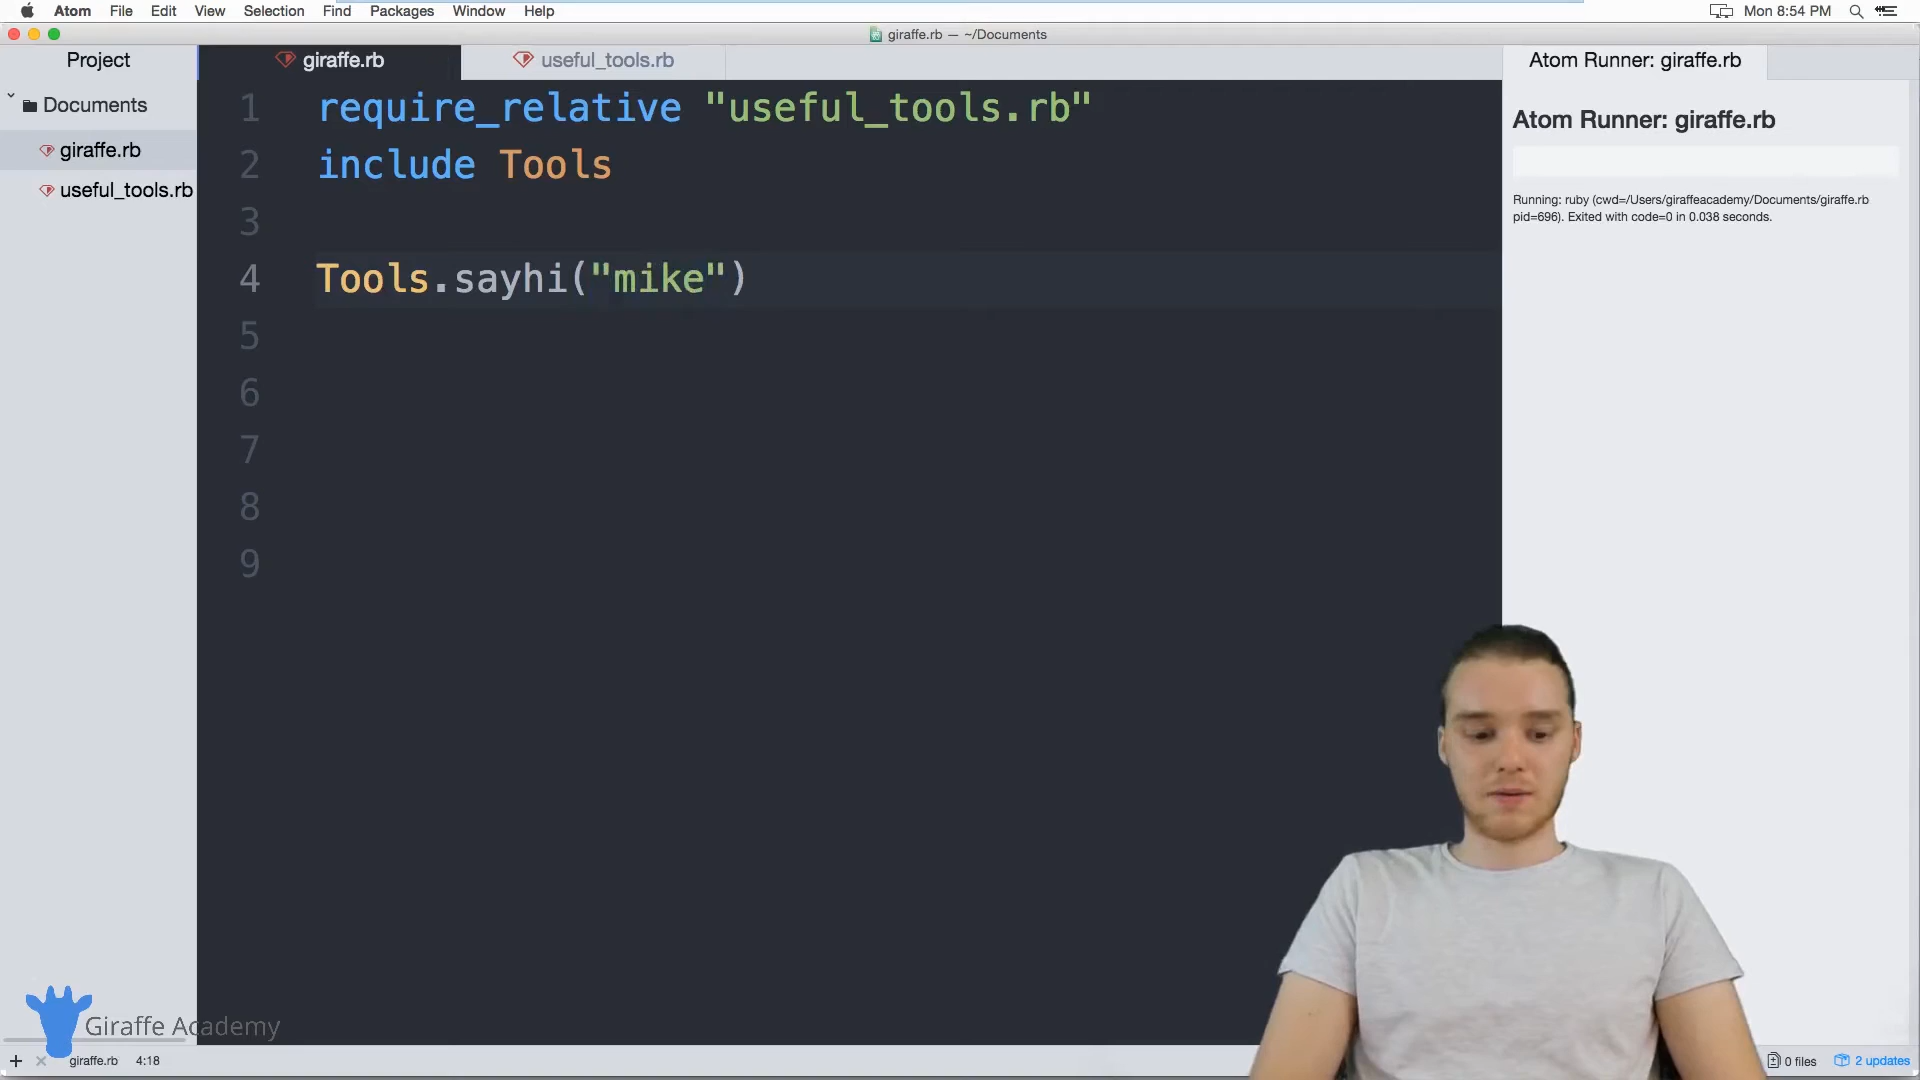 Atom File Edit View Selection Find Packages Window Help Mon 8:54 PM
giraffe.rb — ~/Documents
Project giraffe.rb useful_tools.rb Atom Runner: giraffe.rb
Documents
giraffe.rb
useful_tools.rb
1 require_relative "useful_tools.rb"
2 include Tools
3
4 Tools.sayhi("mike")
5
6
7
8
9
Atom Runner: giraffe.rb
Running: ruby (cwd=/Users/giraffeacademy/Documents/giraffe.rb
pid=696). Exited with code=0 in 0.038 seconds.
Giraffe Academy
giraffe.rb 4:18 0 files 2 updates